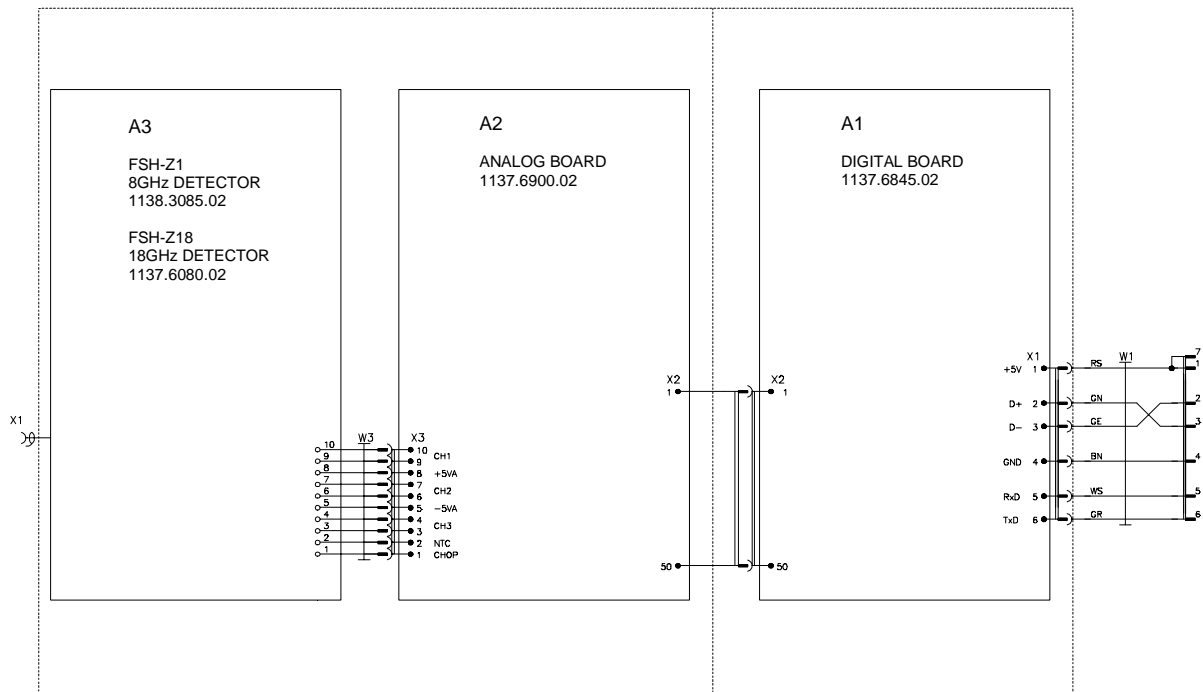 A3
FSH-Z1
8GHz DETECTOR
1138.3085.02
FSH-Z18
18GHz DETECTOR
1137.6080.02
X1
10
9
8
7
6
5
4
3
2
1
W3
A2
ANALOG BOARD
1137.6900.02
X3
10
CH1
9
8 +5VA
7
CH2
6
5 -5VA
4
CH3
3
2 NTC
1 CHOP
X2
1
50
A1
DIGITAL BOARD
1137.6845.02
X2
1
50
X1
+5V 1
D+ 2
D- 3
GND 4
RxD 5
TxD 6
RS
GN
GE
BN
WS
GR
W1
7
1
2
3
4
5
6